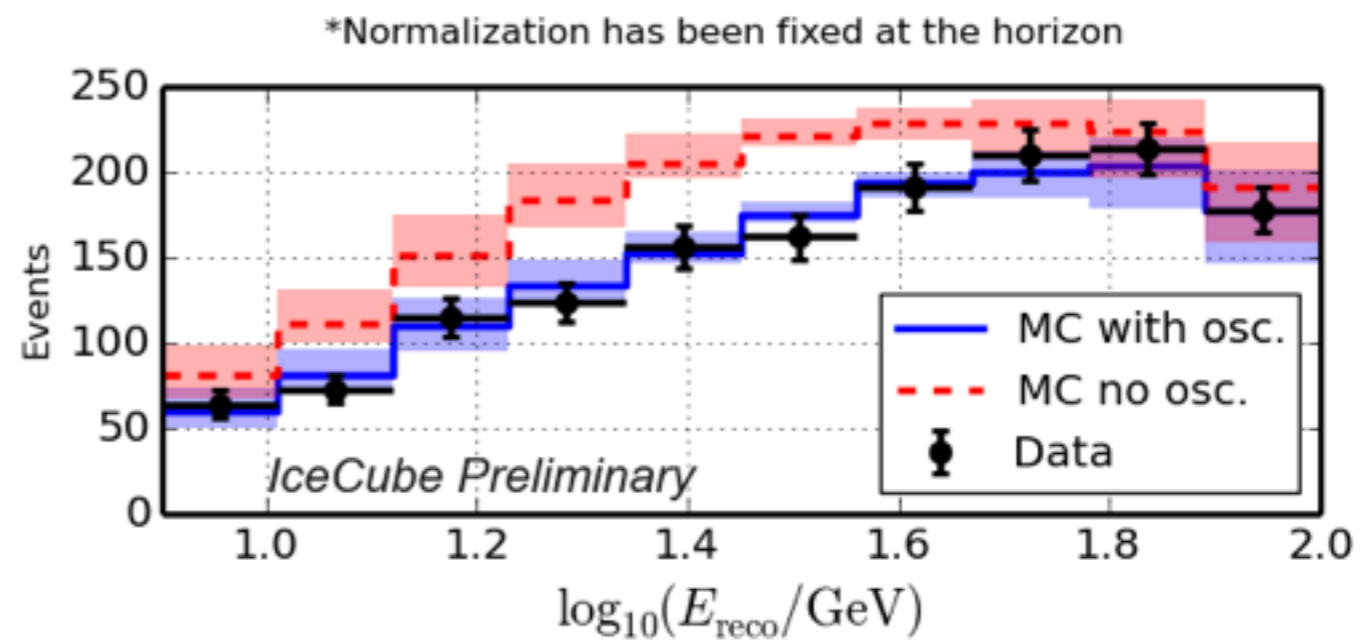 *Normalization has been fixed at the horizon
250
200
150
100
50
0
Events
MC with osc.
MC no osc.
Data
IceCube Preliminary
1.0 1.2 1.4 1.6 1.8 2.0
log10(Ereco/GeV)